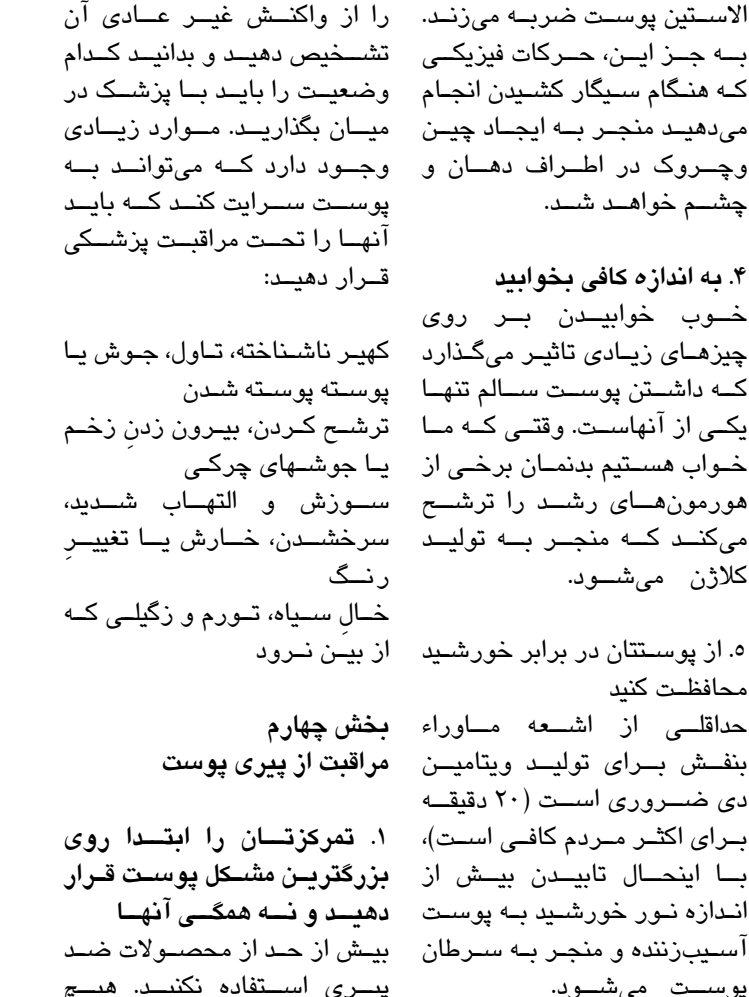 الاستین پوست ضربه می‌زند.
به جز این، حرکات فیزیکی
که هنگام سیگار کشیدن انجام
می‌دهید منجر به ایجاد چین
وچروک در اطراف دهان و
چشم خواهد شد.
۴. به اندازه کافی بخوابید
خوب خوابیدن بر روی
چیزهای زیادی تاثیر می‌گذارد
که داشتن پوست سالم تنها
یکی از آنهاست. وقتی که ما
خواب هستیم بدنمان برخی از
هورمون‌های رشد را ترشح
می‌کند که منجر به تولید
کلاژن می‌شود.
۵. از پوستتان در برابر خورشید
محافظت کنید
حداقلی از اشعه ماوراء
بنفش برای تولید ویتامین
دی ضروری است (۲۰ دقیقه
برای اکثر مردم کافی است)،
با اینحال تابیدن بیش از
اندازه نور خورشید به پوست
آسیب‌زننده و منجر به سرطان
پوست می‌شود.
را از واکنش غیر عادی آن
تشخیص دهید و بدانید کدام
وضعیت را باید با پزشک در
میان بگذارید. موارد زیادی
وجود دارد که می‌تواند به
پوست سرایت کند که باید
آنها را تحت مراقبت پزشکی
قرار دهید:
کهیر ناشناخته، تاول، جوش یا
پوسته پوسته شدن
ترشح کردن، بیرون زدنِ زخم
یا جوشهای چرکی
سوزش و التهاب شدید،
سرخشدن، خارش یا تغییرِ
رنگ
خالِ سیاه، تورم و زگیلی که
از بین نرود
بخش چهارم
مراقبت از پیری پوست
۱. تمرکزتان را ابتدا روی
بزرگترین مشکل پوست قرار
دهید و نه همگی آنها
بیش از حد از محصولات ضد
پیری استفاده نکنید. هیچ